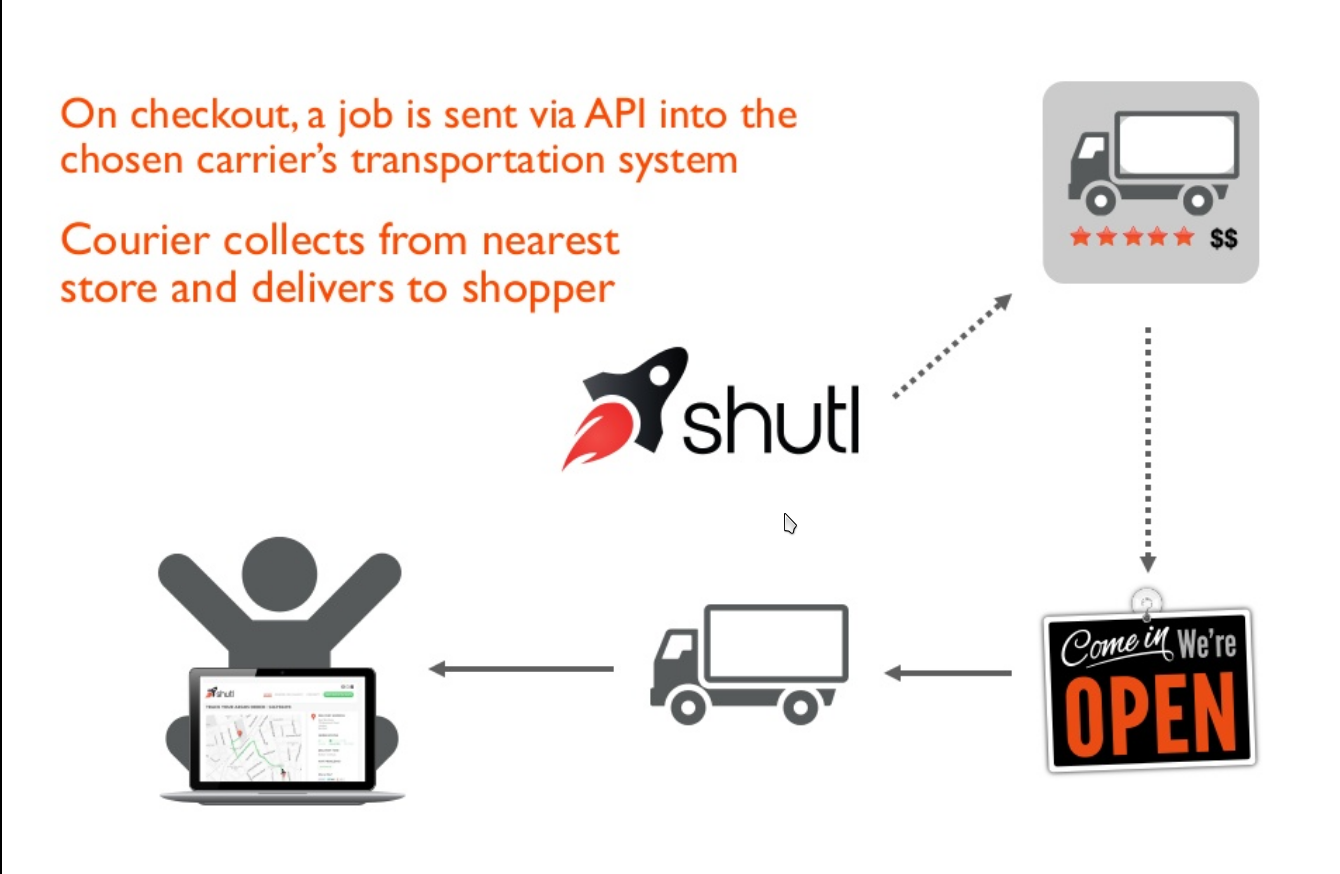 On checkout, a job is sent via API into the
chosen carrier's transportation system
Courier collects from nearest
store and delivers to shopper
$$
shutl
Come in We're
OPEN
shutl